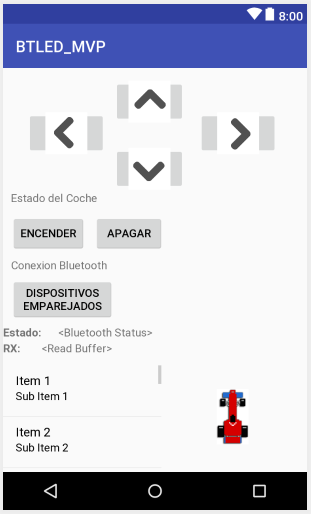 8:00
BTLED_MVP
Estado del Coche
ENCENDER APAGAR
Conexion Bluetooth
DISPOSITIVOS
EMPAREJADOS
Estado: <Bluetooth Status>
RX: <Read Buffer>
Item 1
Sub Item 1
Item 2
Sub Item 2